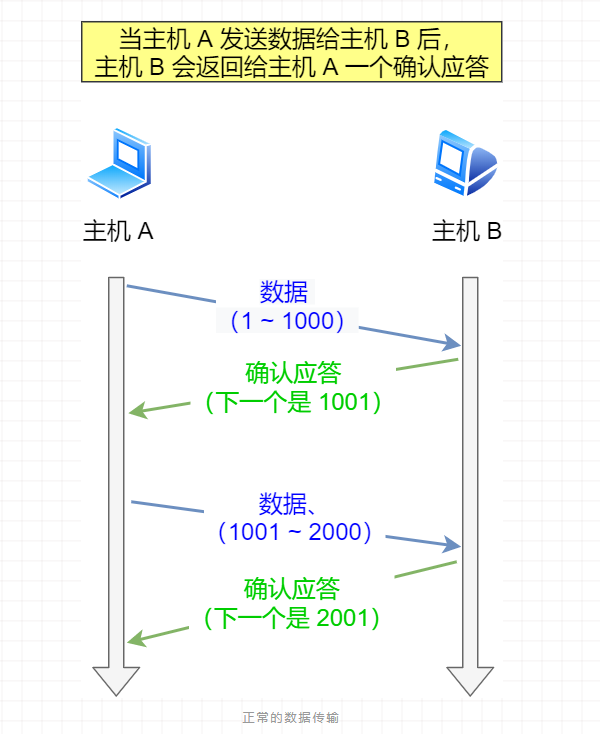 当主机 A 发送数据给主机 B 后，
主机 B 会返回给主机 A 一个确认应答
主机 A
主机 B
数据
（1 ~ 1000）
确认应答
（下一个是 1001）
数据、
（1001 ~ 2000）
确认应答
（下一个是 2001）
正常的数据传输